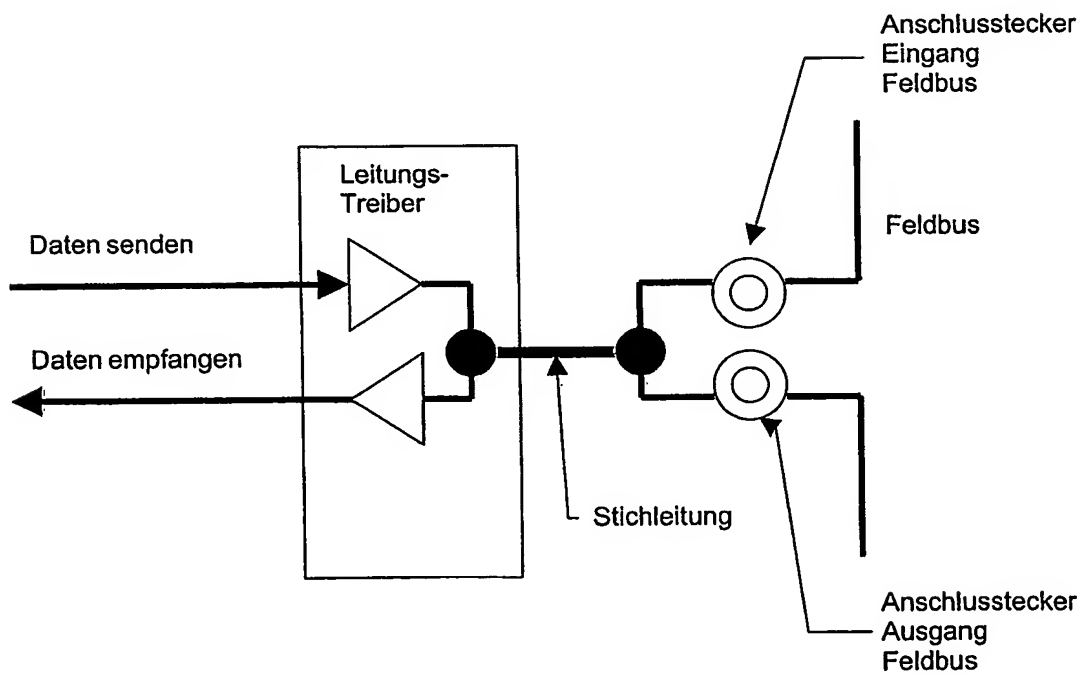 Anschlusstecker
Eingang
Feldbus
Leitungs-
Treiber
Feldbus
Daten senden
Daten empfangen
Stichleitung
Anschlusstecker
Ausgang
Feldbus